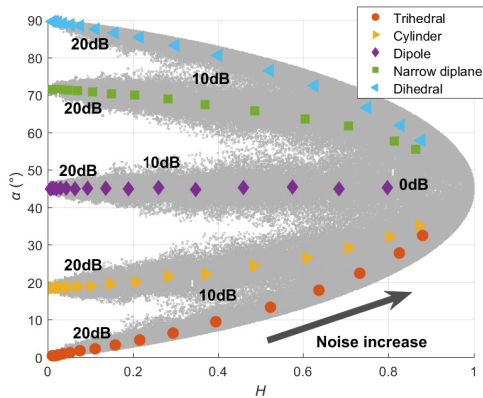 90
80
70
60
50
40
30
20
10
0
α (°)
0
0.2
0.4
0.6
0.8
1
H
20dB
10dB
20dB
20dB
10dB
0dB
20dB
10dB
20dB
Noise increase
Trihedral
Cylinder
Dipole
Narrow diplane
Dihedral